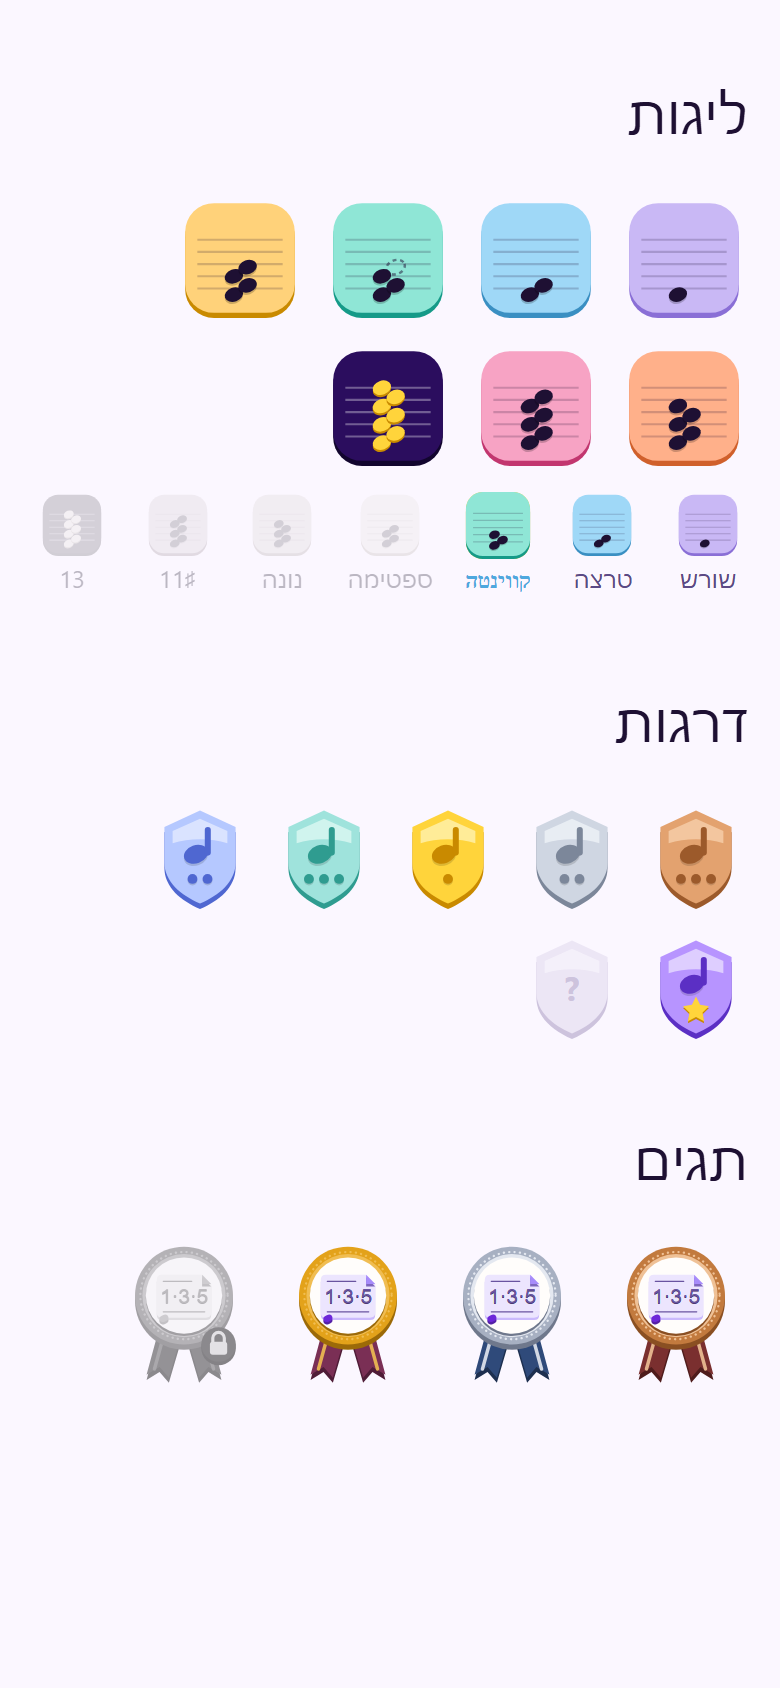 ליגות
שורש טרצה קווינטה ספטימה נונה ♯11 13
דרגות
?
תגים
1·3·5 1·3·5 1·3·5 1·3·5